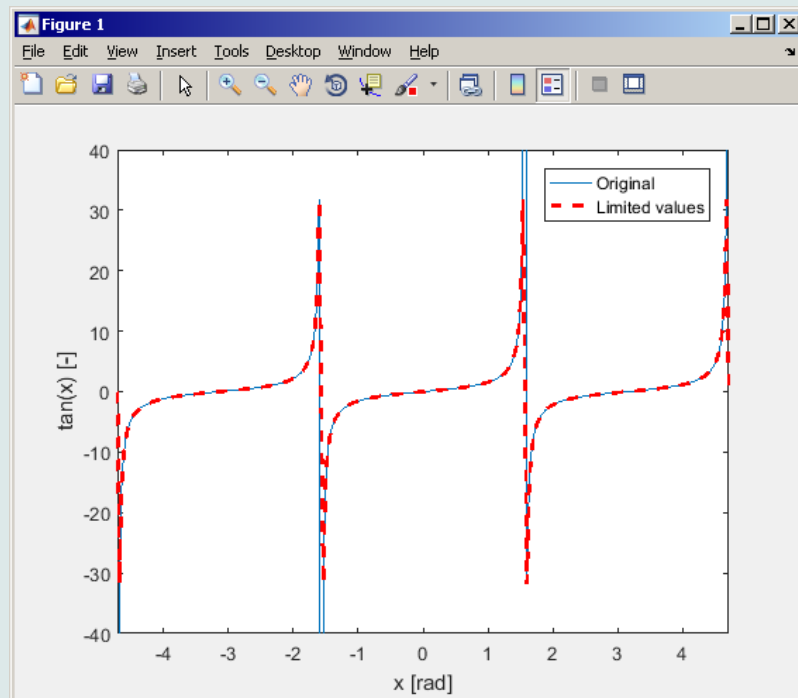 Figure 1
File Edit View Insert Tools Desktop Window Help
Original
Limited values
40
30
20
10
0
-10
-20
-30
-40
tan(x) [-]
-4 -3 -2 -1 0 1 2 3 4
x [rad]